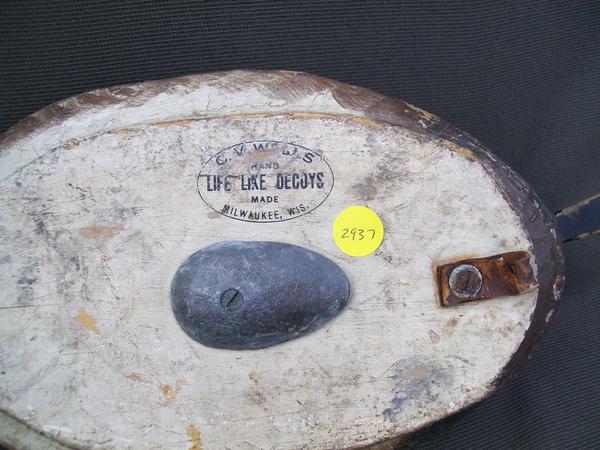 C. V. WELLS
HAND
LIFE LIKE DECOYS
MADE
MILWAUKEE, WIS.
2937